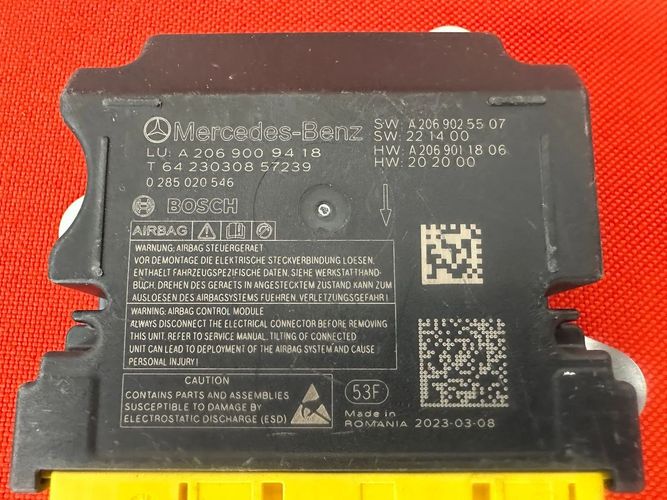 Mercedes-Benz
LU: A 206 900 94 18
T 64 230308 57239
0 285 020 546
SW: A 206 902 55 07
SW: 22 14 00
HW: A 206 901 18 06
HW: 20 20 00
BOSCH
AIRBAG
WARNUNG: AIRBAG STEUERGERAET
VOR DEMONTAGE DIE ELEKTRISCHE STECKVERBINDUNG LOESEN.
ENTHAELT FAHRZEUGSPEZIFISCHE DATEN. SIEHE WERKSTATTHAND-
BUCH. DREHEN DES GERAETS IN ANGESTECKTEM ZUSTAND KANN ZUM
AUSLOESEN DES AIRBAGSYSTEMS FUEHREN. VERLETZUNGSGEFAHR!
WARNING: AIRBAG CONTROL MODULE
ALWAYS DISCONNECT THE ELECTRICAL CONNECTOR BEFORE REMOVING
THIS UNIT. REFER TO SERVICE MANUAL. TILTING OF CONNECTED
UNIT CAN LEAD TO DEPLOYMENT OF THE AIRBAG SYSTEM AND CAUSE
PERSONAL INJURY!
CAUTION
CONTAINS PARTS AND ASSEMBLIES
SUSCEPTIBLE TO DAMAGE BY
ELECTROSTATIC DISCHARGE (ESD)
53F
Made in
ROMANIA 2023-03-08